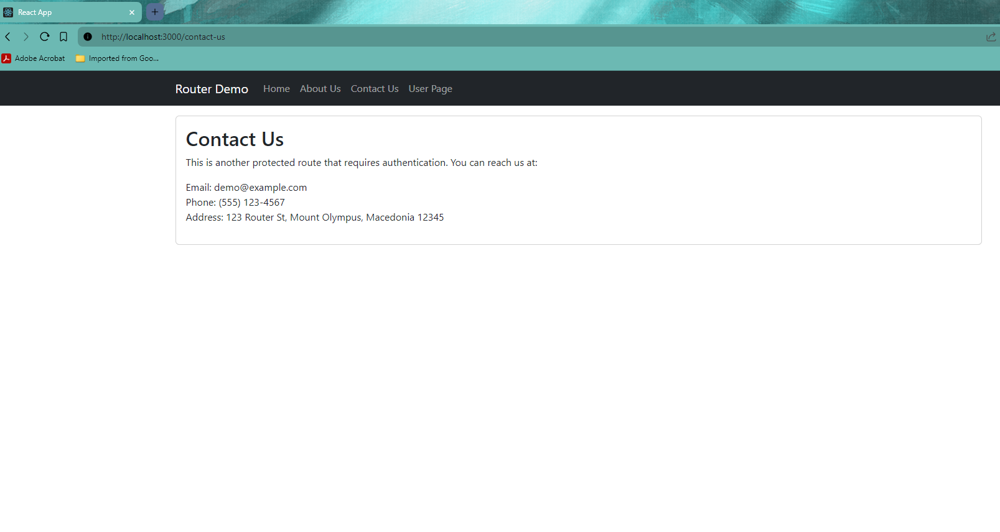 React App
http://localhost:3000/contact-us
Adobe Acrobat Imported from Goo...
Router Demo Home About Us Contact Us User Page
Contact Us
This is another protected route that requires authentication. You can reach us at:
Email: demo@example.com
Phone: (555) 123-4567
Address: 123 Router St, Mount Olympus, Macedonia 12345